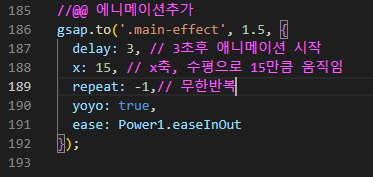 185 //@@ 에니메이션추가
186 gsap.to('.main-effect', 1.5, {
187 delay: 3, // 3초후 애니메이션 시작
188 x: 15, // x축, 수평으로 15만큼 움직임
189 repeat: -1,// 무한반복
190 yoyo: true,
191 ease: Power1.easeInOut
192 });
193